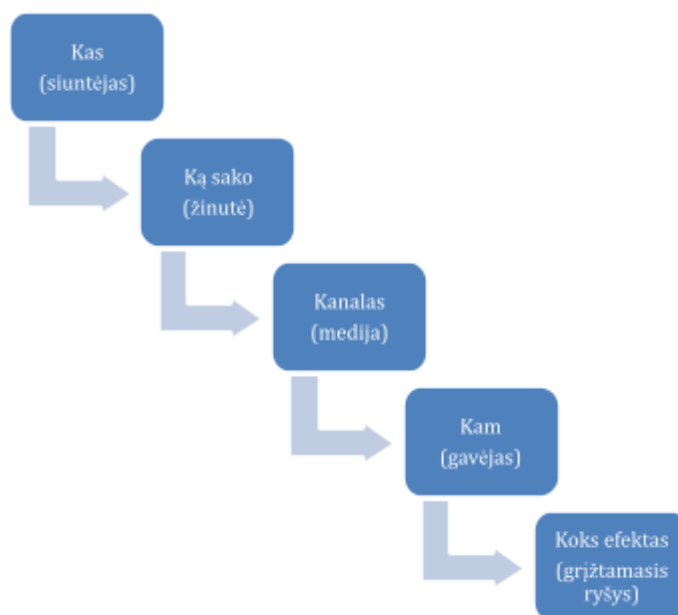 Kas
(siuntėjas)
Ką sako
(žinutė)
Kanalas
(medija)
Kam
(gavėjas)
Koks efektas
(grįžtamasis
ryšys)